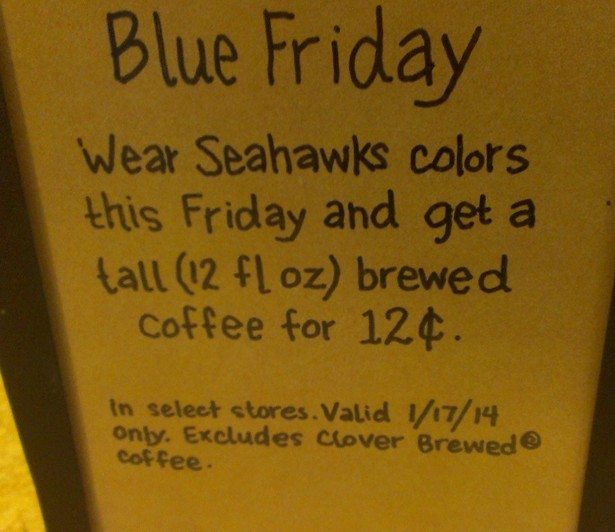 Blue Friday
Wear Seahawks colors
this Friday and get a
tall (12 fl oz) brewed
coffee for 12¢.
In select stores. Valid 1/17/14
only. Excludes Clover Brewed®
coffee.